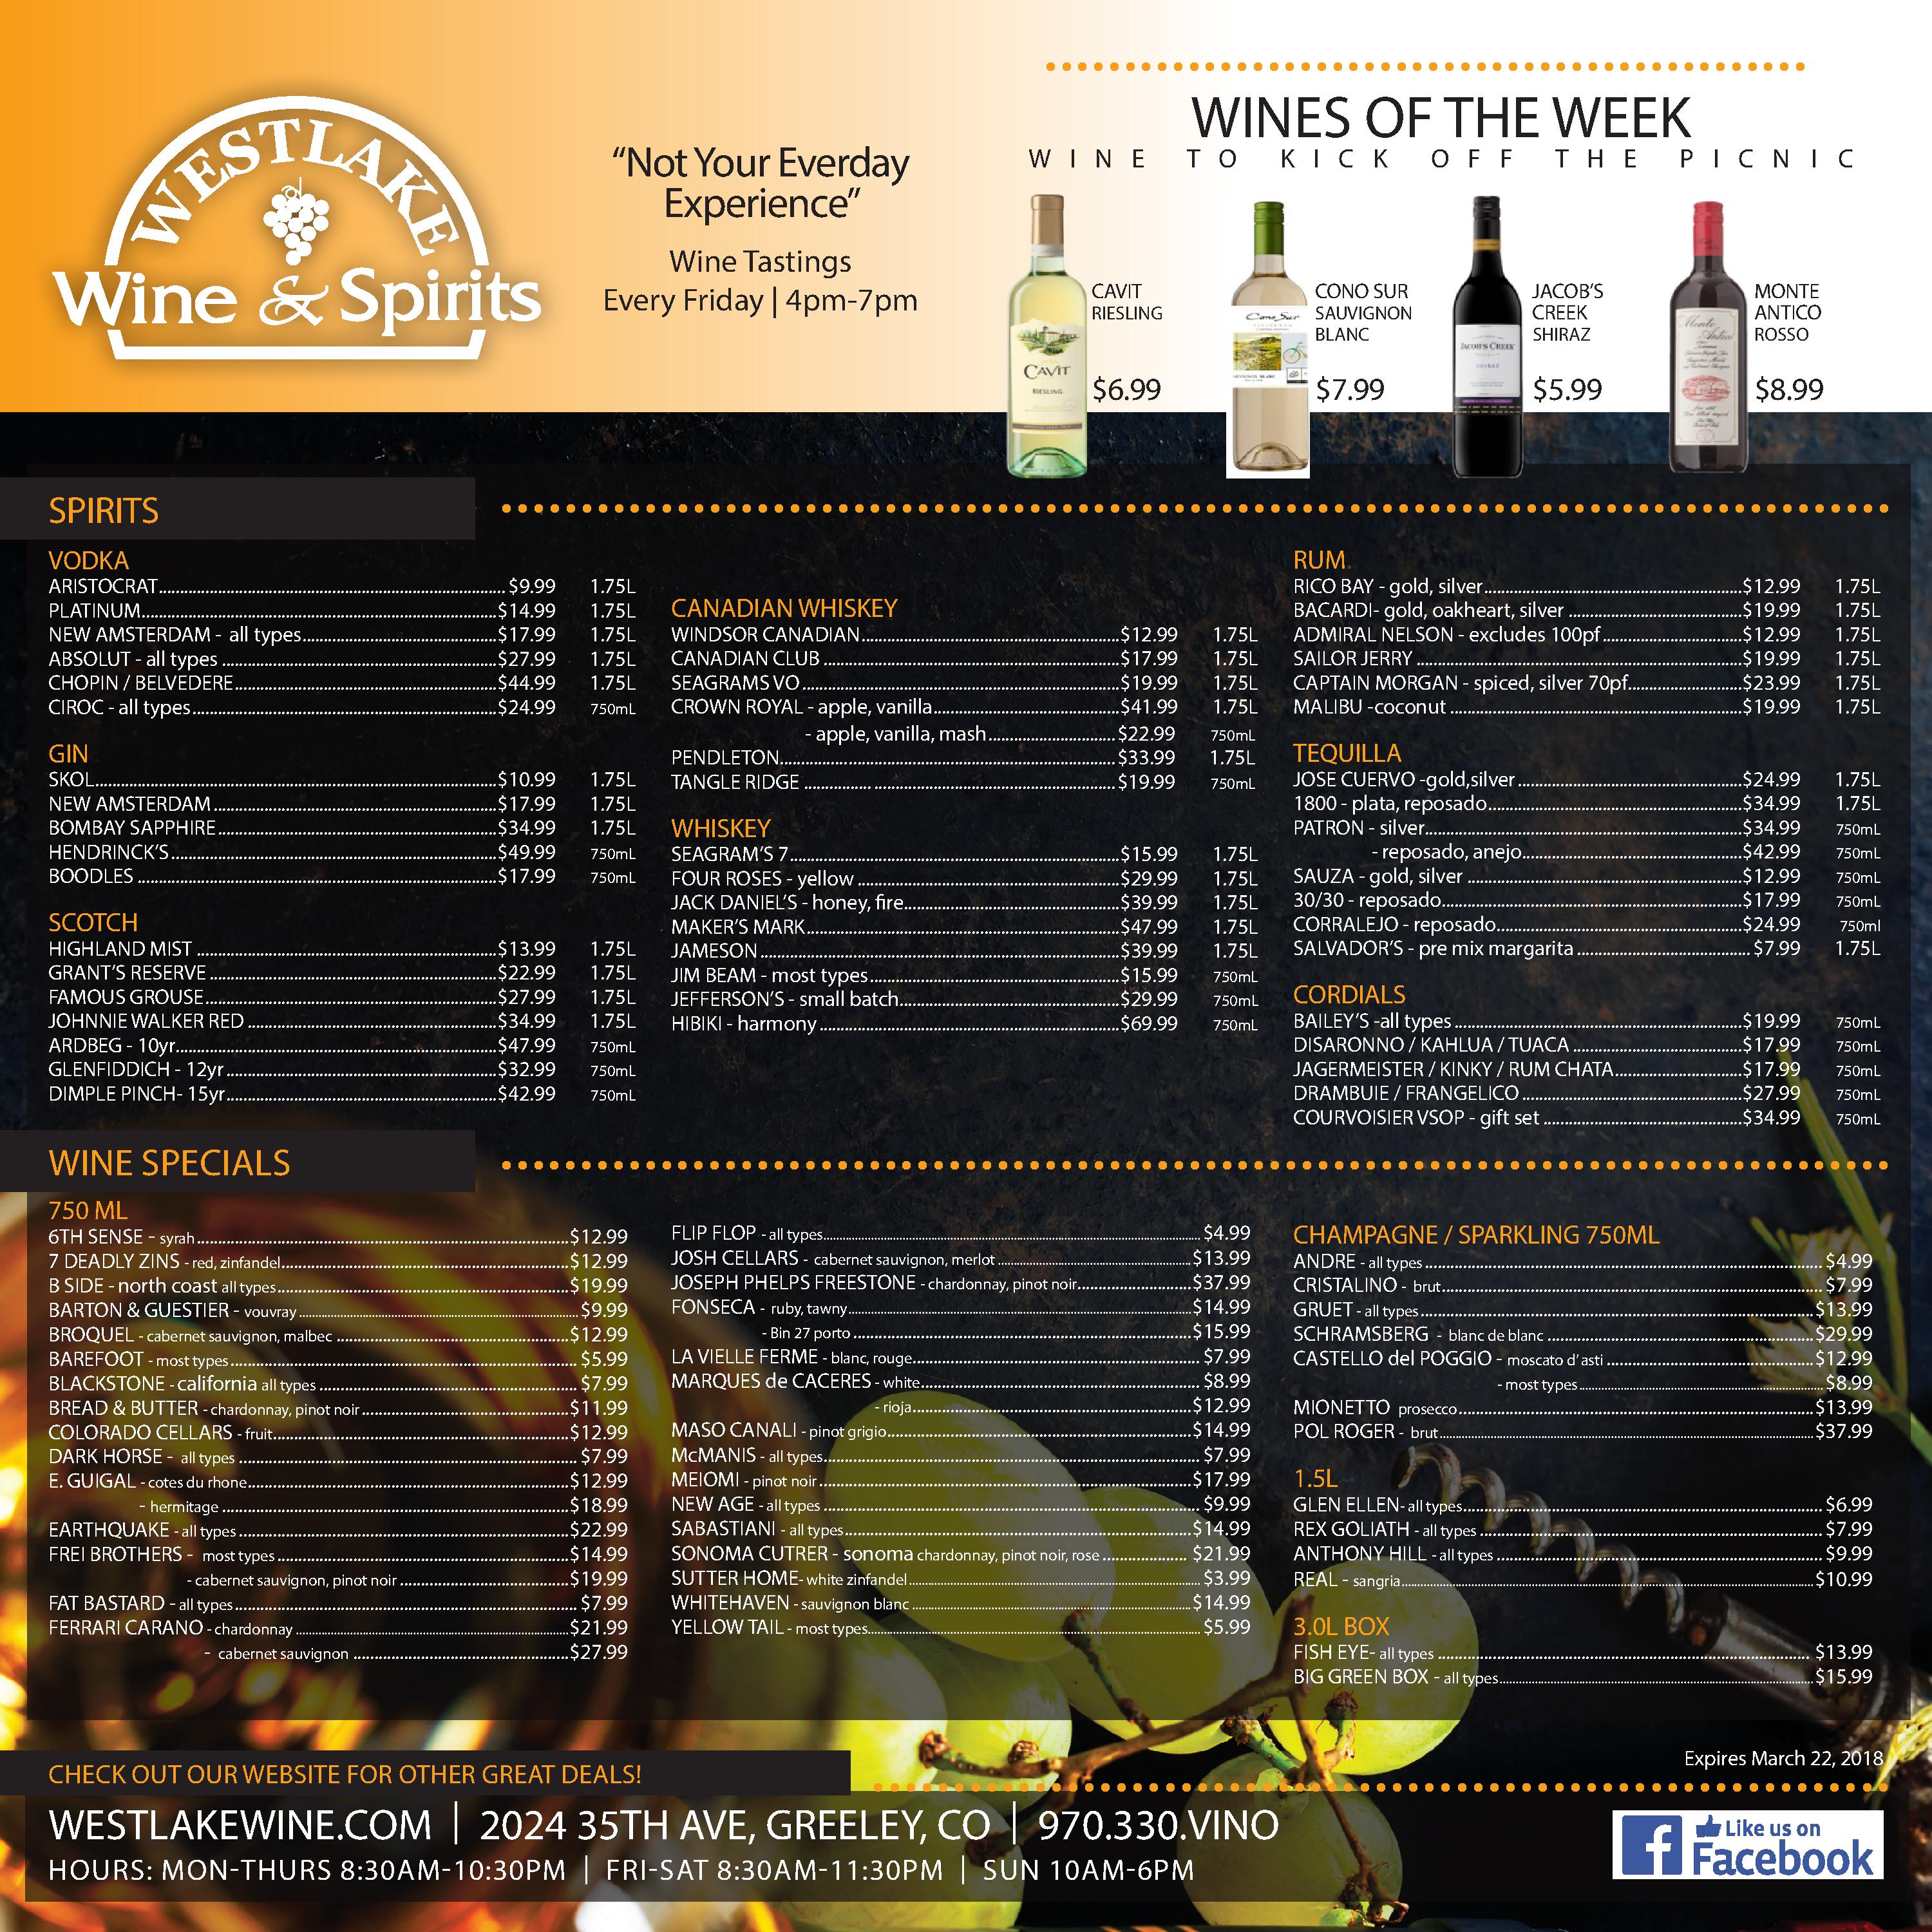 WESTLAKE
Wine & Spirits
“Not Your Everday
Experience”
Wine Tastings
Every Friday | 4pm-7pm
WINES OF THE WEEK
WINE TO KICK OFF THE PICNIC
CAVIT
RIESLING
$6.99
CONO SUR
SAUVIGNON
BLANC
$7.99
JACOB’S
CREEK
SHIRAZ
$5.99
MONTE
ANTICO
ROSSO
$8.99
CAVIT
RIESLING
Cono Sur
JACOB'S CREEK
SHIRAZ
Monte Antico
SPIRITS
VODKA
ARISTOCRAT $9.99 1.75L
PLATINUM $14.99 1.75L
NEW AMSTERDAM - all types $17.99 1.75L
ABSOLUT - all types $27.99 1.75L
CHOPIN / BELVEDERE $44.99 1.75L
CIROC - all types $24.99 750mL
GIN
SKOL $10.99 1.75L
NEW AMSTERDAM $17.99 1.75L
BOMBAY SAPPHIRE $34.99 1.75L
HENDRINCK’S $49.99 750mL
BOODLES $17.99 750mL
SCOTCH
HIGHLAND MIST $13.99 1.75L
GRANT’S RESERVE $22.99 1.75L
FAMOUS GROUSE $27.99 1.75L
JOHNNIE WALKER RED $34.99 1.75L
ARDBEG - 10yr $47.99 750mL
GLENFIDDICH - 12yr $32.99 750mL
DIMPLE PINCH- 15yr $42.99 750mL
CANADIAN WHISKEY
WINDSOR CANADIAN $12.99 1.75L
CANADIAN CLUB $17.99 1.75L
SEAGRAMS VO $19.99 1.75L
CROWN ROYAL - apple, vanilla $41.99 1.75L
- apple, vanilla, mash $22.99 750mL
PENDLETON $33.99 1.75L
TANGLE RIDGE $19.99 750mL
WHISKEY
SEAGRAM’S 7 $15.99 1.75L
FOUR ROSES - yellow $29.99 1.75L
JACK DANIEL’S - honey, fire $39.99 1.75L
MAKER’S MARK $47.99 1.75L
JAMESON $39.99 1.75L
JIM BEAM - most types $15.99 750mL
JEFFERSON’S - small batch $29.99 750mL
HIBIKI - harmony $69.99 750mL
RUM
RICO BAY - gold, silver $12.99 1.75L
BACARDI- gold, oakheart, silver $19.99 1.75L
ADMIRAL NELSON - excludes 100pf $12.99 1.75L
SAILOR JERRY $19.99 1.75L
CAPTAIN MORGAN - spiced, silver 70pf $23.99 1.75L
MALIBU -coconut $19.99 1.75L
TEQUILLA
JOSE CUERVO -gold,silver $24.99 1.75L
1800 - plata, reposado $34.99 1.75L
PATRON - silver $34.99 750mL
- reposado, anejo $42.99 750mL
SAUZA - gold, silver $12.99 750mL
30/30 - reposado $17.99 750mL
CORRALEJO - reposado $24.99 750ml
SALVADOR’S - pre mix margarita $7.99 1.75L
CORDIALS
BAILEY’S -all types $19.99 750mL
DISARONNO / KAHLUA / TUACA $17.99 750mL
JAGERMEISTER / KINKY / RUM CHATA $17.99 750mL
DRAMBUIE / FRANGELICO $27.99 750mL
COURVOISIER VSOP - gift set $34.99 750mL
WINE SPECIALS
750 ML
6TH SENSE - syrah $12.99
7 DEADLY ZINS - red, zinfandel $12.99
B SIDE - north coast all types $19.99
BARTON & GUESTIER - vouvray $9.99
BROQUEL - cabernet sauvignon, malbec $12.99
BAREFOOT - most types $5.99
BLACKSTONE - california all types $7.99
BREAD & BUTTER - chardonnay, pinot noir $11.99
COLORADO CELLARS - fruit $12.99
DARK HORSE - all types $7.99
E. GUIGAL - cotes du rhone $12.99
- hermitage $18.99
EARTHQUAKE - all types $22.99
FREI BROTHERS - most types $14.99
- cabernet sauvignon, pinot noir $19.99
FAT BASTARD - all types $7.99
FERRARI CARANO - chardonnay $21.99
- cabernet sauvignon $27.99
FLIP FLOP - all types $4.99
JOSH CELLARS - cabernet sauvignon, merlot $13.99
JOSEPH PHELPS FREESTONE - chardonnay, pinot noir $37.99
FONSECA - ruby, tawny $14.99
- Bin 27 porto $15.99
LA VIELLE FERME - blanc, rouge $7.99
MARQUES de CACERES - white $8.99
- rioja $12.99
MASO CANALI - pinot grigio $14.99
McMANIS - all types $7.99
MEIOMI - pinot noir $17.99
NEW AGE - all types $9.99
SABASTIANI - all types $14.99
SONOMA CUTRER - sonoma chardonnay, pinot noir, rose $21.99
SUTTER HOME- white zinfandel $3.99
WHITEHAVEN - sauvignon blanc $14.99
YELLOW TAIL - most types $5.99
CHAMPAGNE / SPARKLING 750ML
ANDRE - all types $4.99
CRISTALINO - brut $7.99
GRUET - all types $13.99
SCHRAMSBERG - blanc de blanc $29.99
CASTELLO del POGGIO - moscato d’asti $12.99
- most types $8.99
MIONETTO prosecco $13.99
POL ROGER - brut $37.99
1.5L
GLEN ELLEN- all types $6.99
REX GOLIATH - all types $7.99
ANTHONY HILL - all types $9.99
REAL - sangria $10.99
3.0L BOX
FISH EYE- all types $13.99
BIG GREEN BOX - all types $15.99
Expires March 22, 2018
CHECK OUT OUR WEBSITE FOR OTHER GREAT DEALS!
WESTLAKEWINE.COM | 2024 35TH AVE, GREELEY, CO | 970.330.VINO
HOURS: MON-THURS 8:30AM-10:30PM | FRI-SAT 8:30AM-11:30PM | SUN 10AM-6PM
f Like us on
Facebook